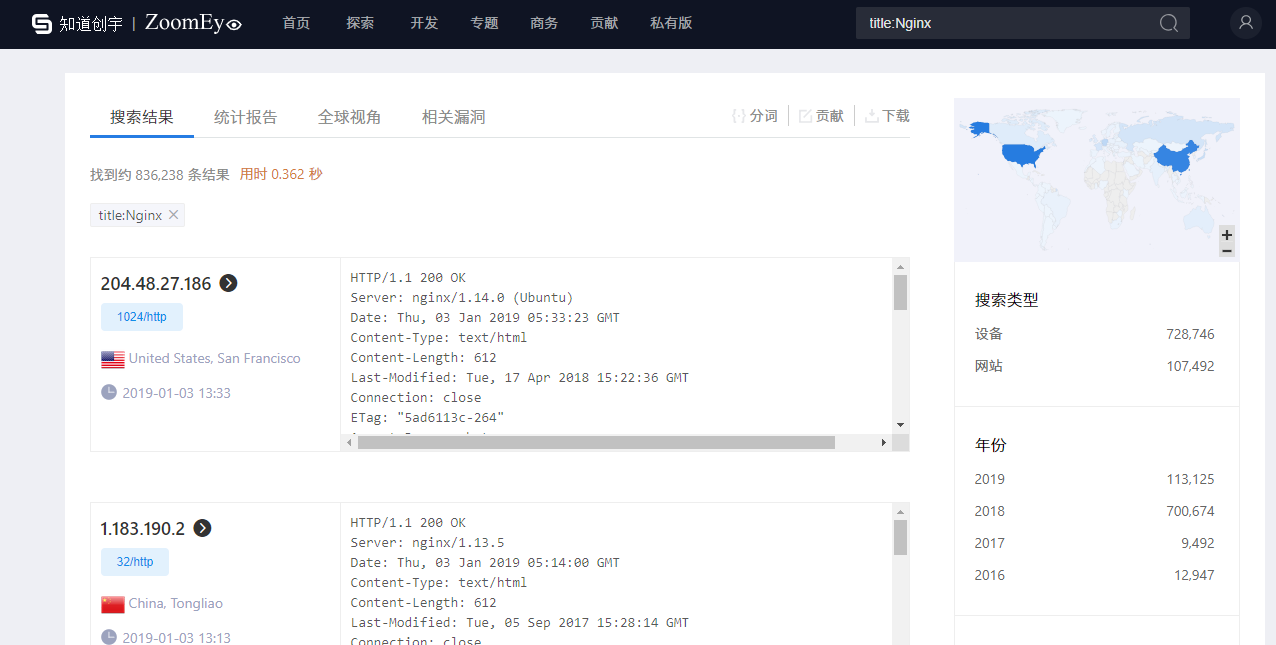 知道创宇 | ZoomEye 首页 探索 开发 专题 商务 贡献 私有版 title:Nginx
搜索结果 统计报告 全球视角 相关漏洞 分词 贡献 下载
找到约 836,238 条结果 用时 0.362 秒
title:Nginx
204.48.27.186
1024/http
United States, San Francisco
2019-01-03 13:33
HTTP/1.1 200 OK
Server: nginx/1.14.0 (Ubuntu)
Date: Thu, 03 Jan 2019 05:33:23 GMT
Content-Type: text/html
Content-Length: 612
Last-Modified: Tue, 17 Apr 2018 15:22:36 GMT
Connection: close
ETag: "5ad6113c-264"
1.183.190.2
32/http
China, Tongliao
2019-01-03 13:13
HTTP/1.1 200 OK
Server: nginx/1.13.5
Date: Thu, 03 Jan 2019 05:14:00 GMT
Content-Type: text/html
Content-Length: 612
Last-Modified: Tue, 05 Sep 2017 15:28:14 GMT
Connection: close
+
−
搜索类型
设备 728,746
网站 107,492
年份
2019 113,125
2018 700,674
2017 9,492
2016 12,947